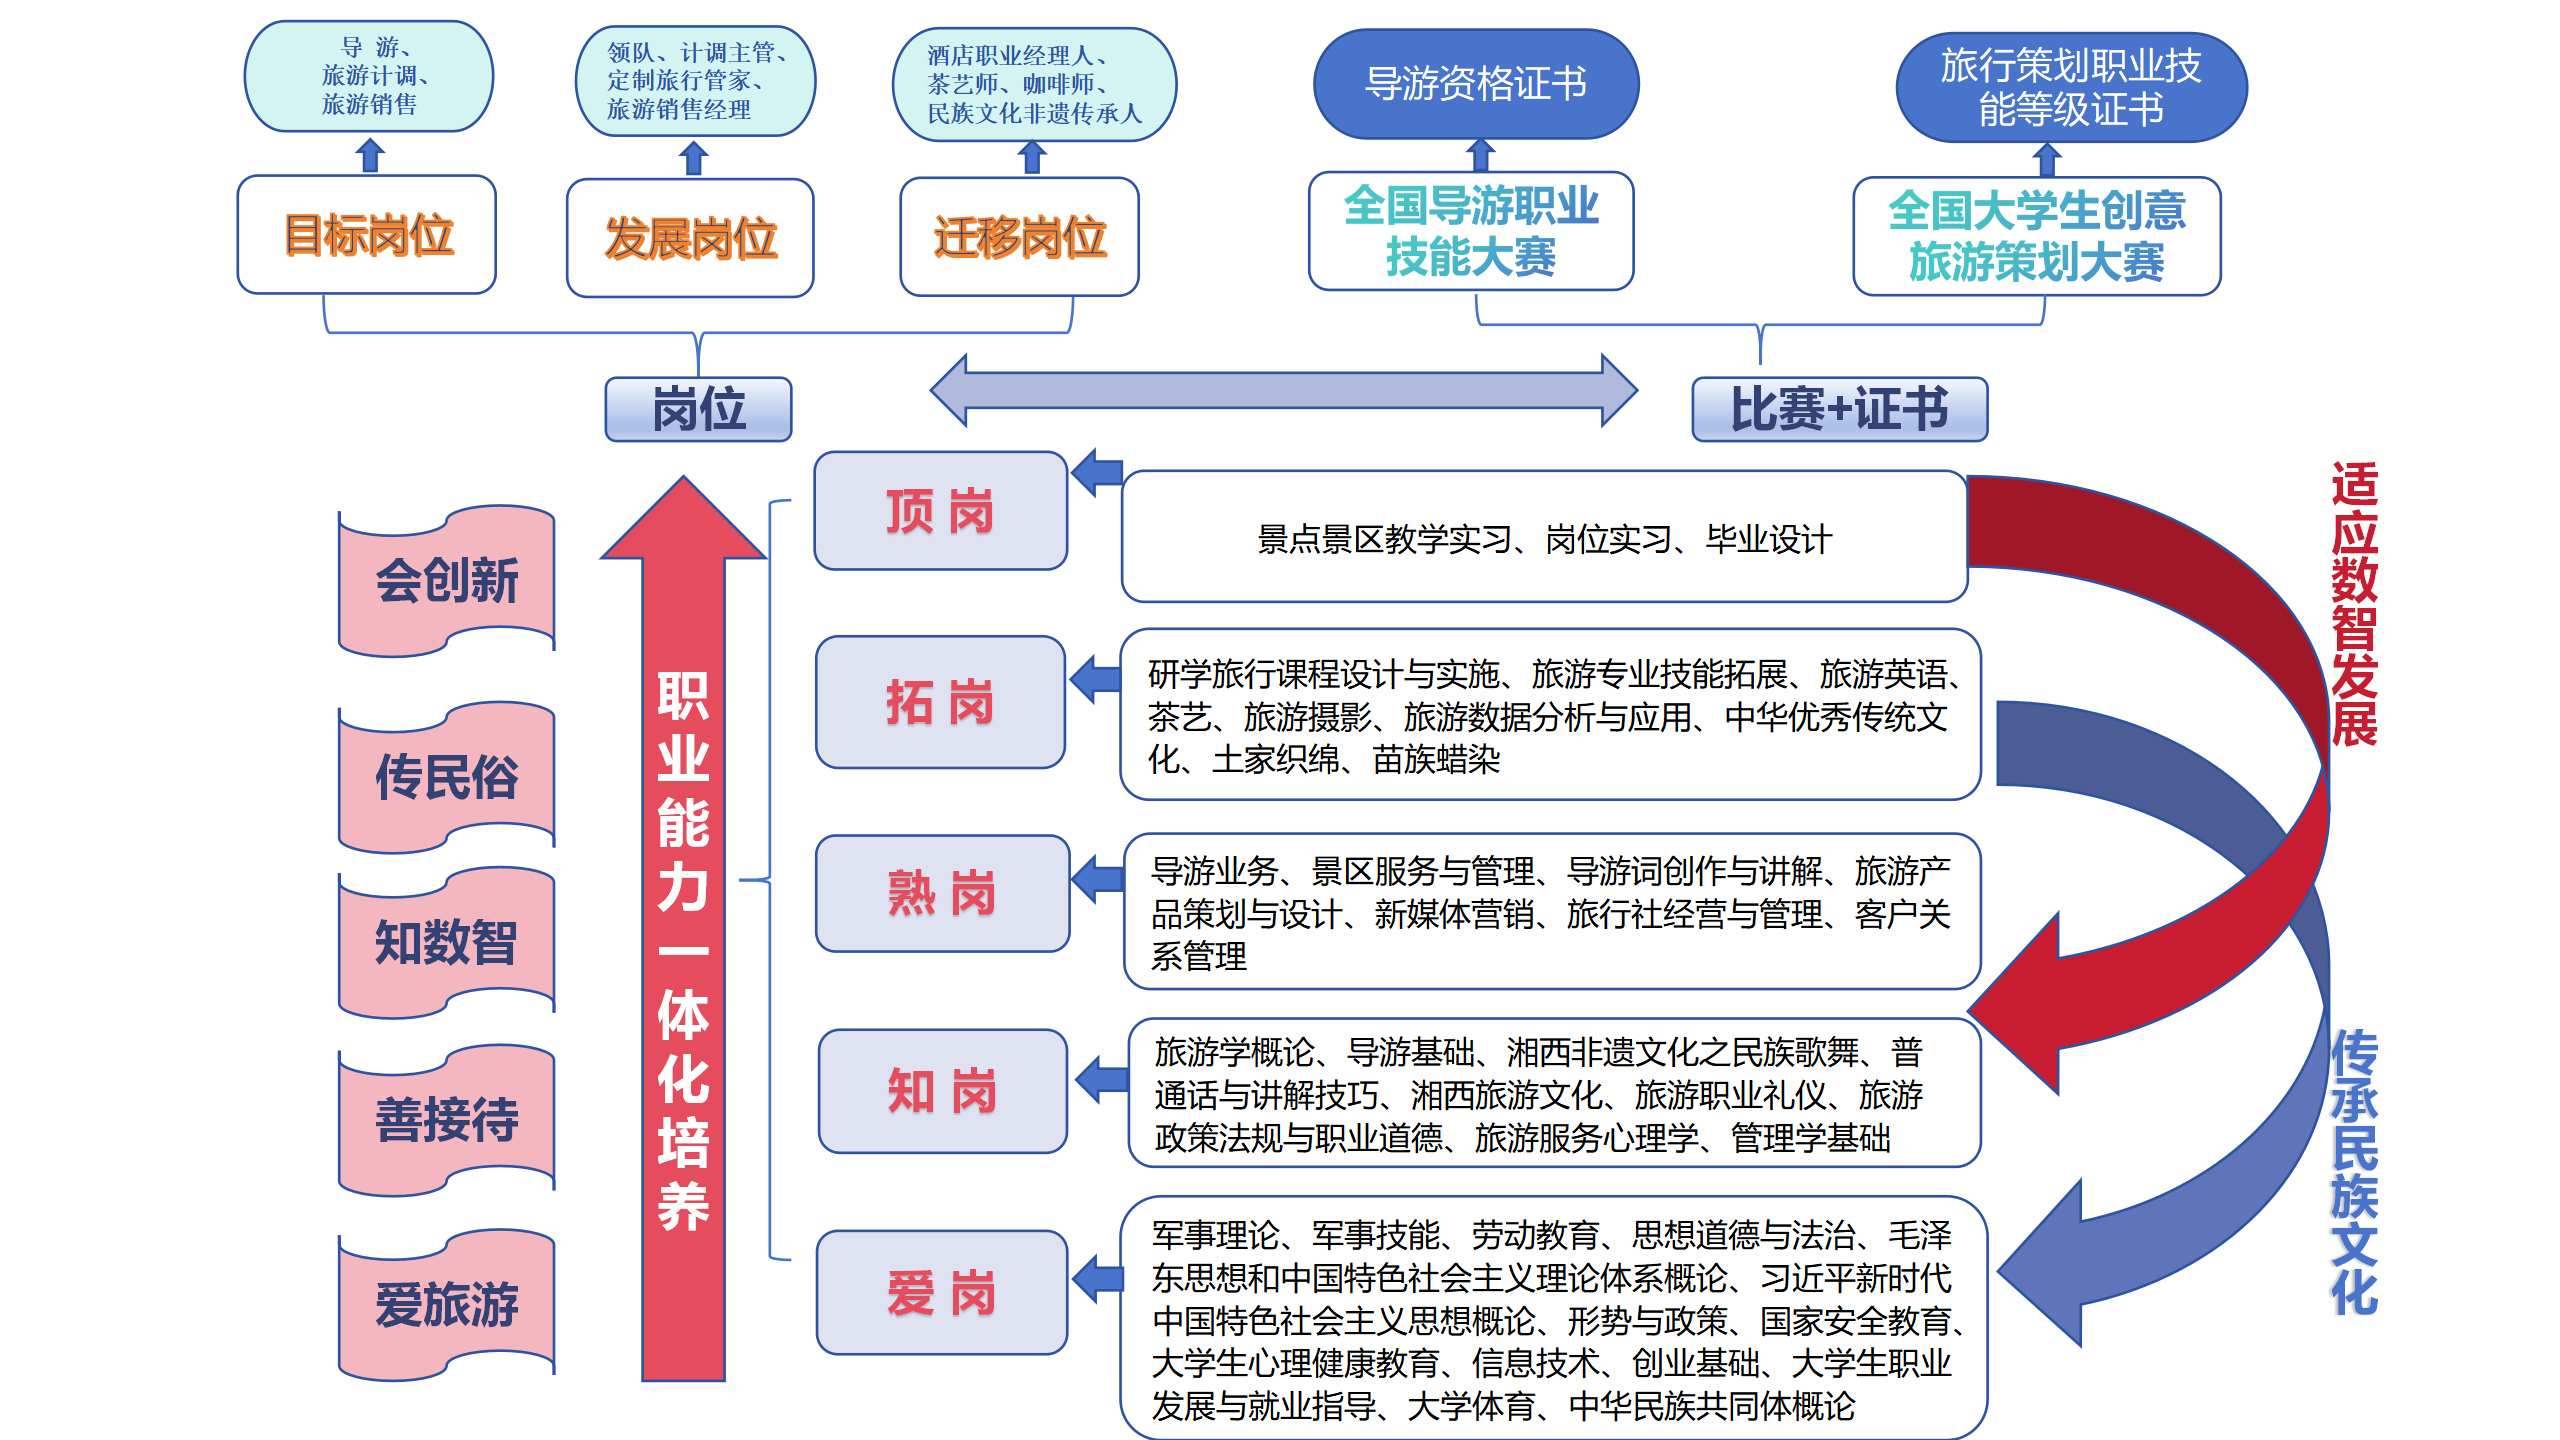 导 游、
旅游计调、
旅游销售
领队、计调主管、
定制旅行管家、
旅游销售经理
酒店职业经理人、
茶艺师、咖啡师、
民族文化非遗传承人
导游资格证书
旅行策划职业技
能等级证书
目标岗位
发展岗位
迁移岗位
全国导游职业
技能大赛
全国大学生创意
旅游策划大赛
岗位
比赛+证书
会创新
传民俗
知数智
善接待
爱旅游
职业能力一体化培养
顶 岗
景点景区教学实习、岗位实习、毕业设计
拓 岗
研学旅行课程设计与实施、旅游专业技能拓展、旅游英语、
茶艺、旅游摄影、旅游数据分析与应用、中华优秀传统文
化、土家织绵、苗族蜡染
熟 岗
导游业务、景区服务与管理、导游词创作与讲解、旅游产
品策划与设计、新媒体营销、旅行社经营与管理、客户关
系管理
知 岗
旅游学概论、导游基础、湘西非遗文化之民族歌舞、普
通话与讲解技巧、湘西旅游文化、旅游职业礼仪、旅游
政策法规与职业道德、旅游服务心理学、管理学基础
爱 岗
军事理论、军事技能、劳动教育、思想道德与法治、毛泽
东思想和中国特色社会主义理论体系概论、习近平新时代
中国特色社会主义思想概论、形势与政策、国家安全教育、
大学生心理健康教育、信息技术、创业基础、大学生职业
发展与就业指导、大学体育、中华民族共同体概论
适应数智发展
传承民族文化